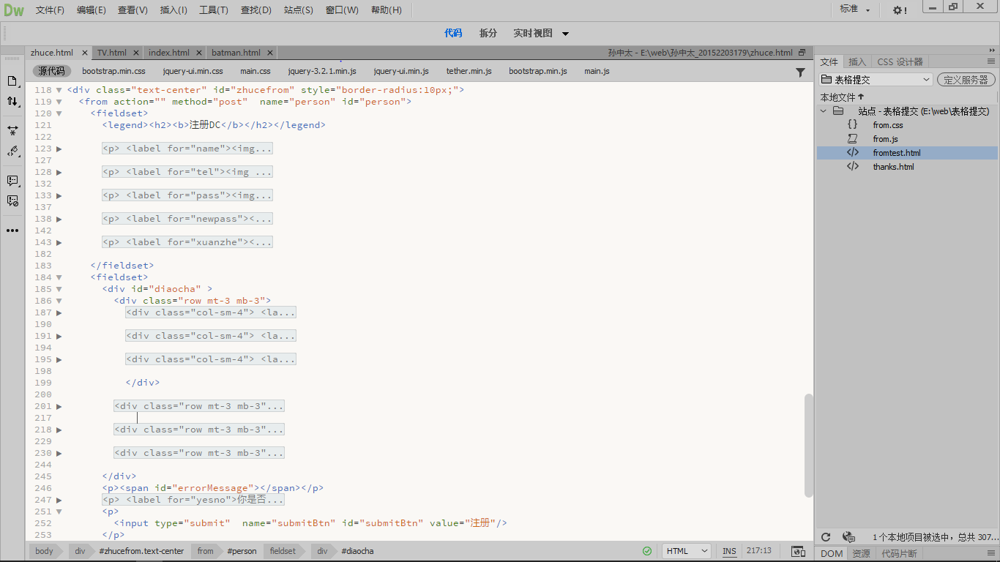 Dw 文件(F) 编辑(E) 查看(V) 插入(I) 工具(T) 查找(D) 站点(S) 窗口(W) 帮助(H) 标准
代码 拆分 实时视图
zhuce.html TV.html index.html batman.html 孙中太 - E:\web\孙中太_20152203179\zhuce.html
源代码 bootstrap.min.css jquery-ui.min.css main.css jquery-3.2.1.min.js jquery-ui.min.js tether.min.js bootstrap.min.js main.js
118 <div class="text-center" id="zhucefrom" style="border-radius:10px;">
119 <from action="" method="post"  name="person" id="person">
120 <fieldset>
121 <legend><h2><b>注册DC</b></h2></legend>
122
123 <p> <label for="name"><img...
127
128 <p> <label for="tel"><img ...
132
133 <p> <label for="pass"><img...
137
138 <p> <label for="newpass"><...
142
143 <p> <label for="xuanzhe"><...
182
183 </fieldset>
184 <fieldset>
185 <div id="diaocha" >
186 <div class="row mt-3 mb-3">
187 <div class="col-sm-4"> <la...
190
191 <div class="col-sm-4"> <la...
194
195 <div class="col-sm-4"> <la...
198
199 </div>
200
201 <div class="row mt-3 mb-3"...
217
218 <div class="row mt-3 mb-3"...
229
230 <div class="row mt-3 mb-3"...
244
245 </div>
246 <p><span id="errorMessage"></span></p>
247 <p> <label for="yesno">你是否...
251 <p>
252 <input type="submit"  name="submitBtn" id="submitBtn" value="注册"/>
253 </p>
body div #zhucefrom.text-center from #person fieldset div #diaocha HTML INS 217:13
文件 插入 CSS 设计器
表格提交 定义服务器
本地文件
站点 - 表格提交 (E:\web\表格提交)
from.css
from.js
fromtest.html
thanks.html
1 个本地项目被选中，总共 307...
DOM 资源 代码片断